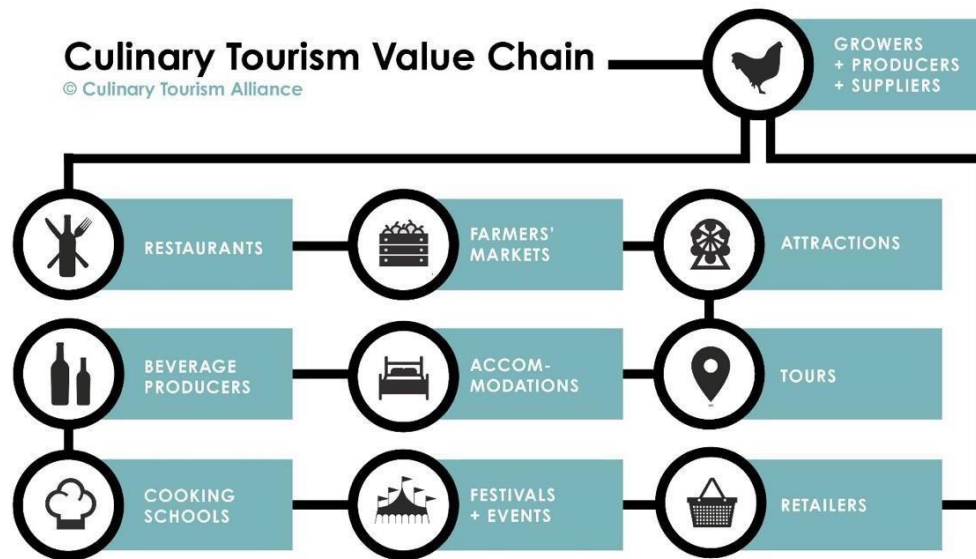 Culinary Tourism Value Chain
© Culinary Tourism Alliance
GROWERS
+ PRODUCERS
+ SUPPLIERS
RESTAURANTS
FARMERS'
MARKETS
ATTRACTIONS
BEVERAGE
PRODUCERS
ACCOM-
MODATIONS
TOURS
COOKING
SCHOOLS
FESTIVALS
+ EVENTS
RETAILERS